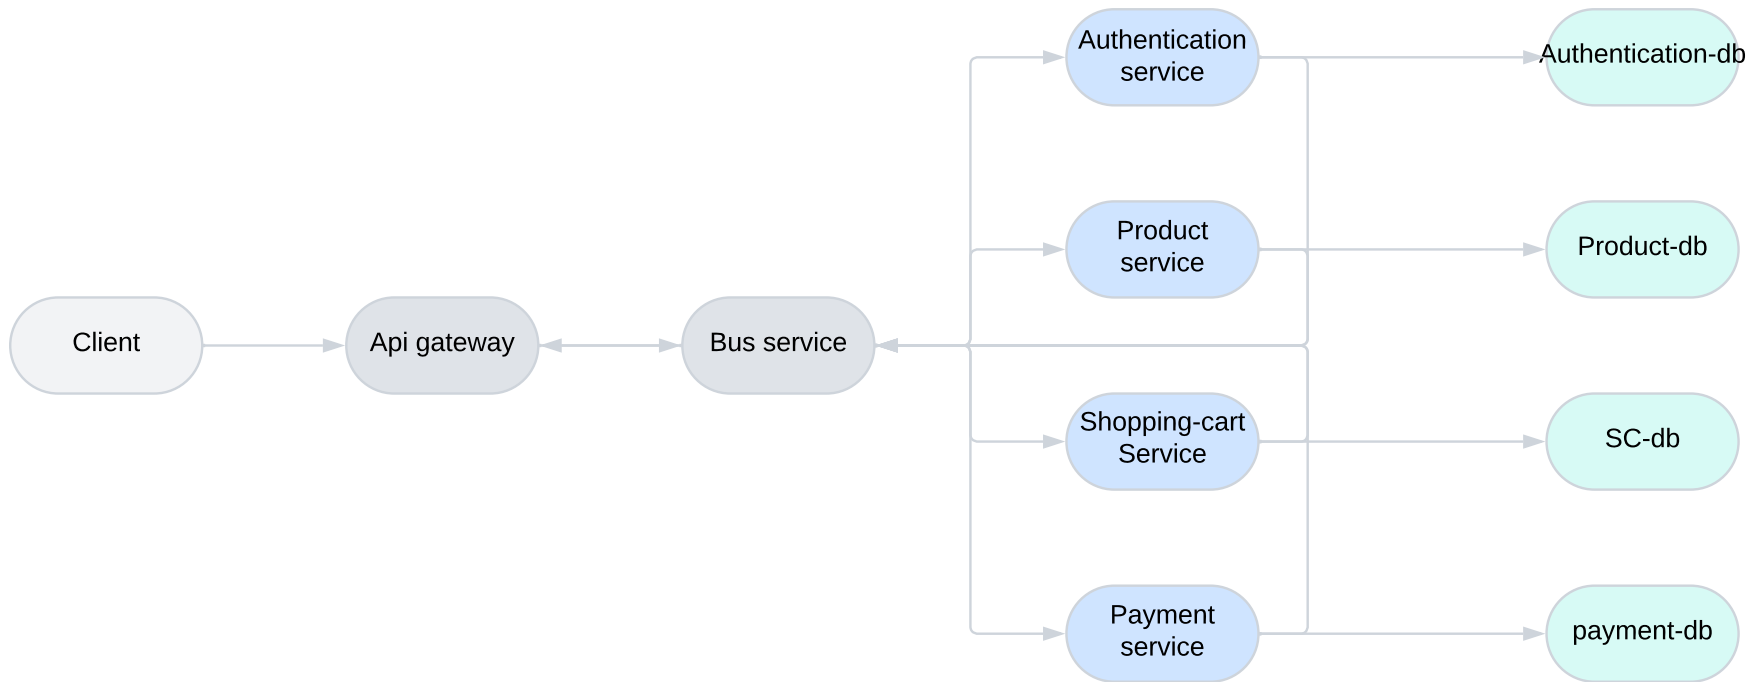 Client
Api gateway
Bus service
Authentication
service
Product
service
Shopping-cart
Service
Payment
service
Authentication-db
Product-db
SC-db
payment-db